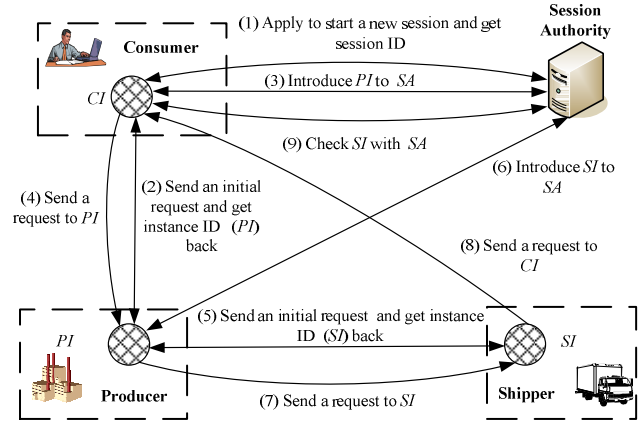 Consumer
(1) Apply to start a new session and get
session ID
Session
Authority
CI
(3) Introduce PI to SA
(9) Check SI with SA
(4) Send a
request to PI
(2) Send an initial
request and get
instance ID (PI)
back
(6) Introduce SI to
SA
(8) Send a request to
CI
PI
(5) Send an initial request and get instance
ID (SI) back
SI
Producer
(7) Send a request to SI
Shipper